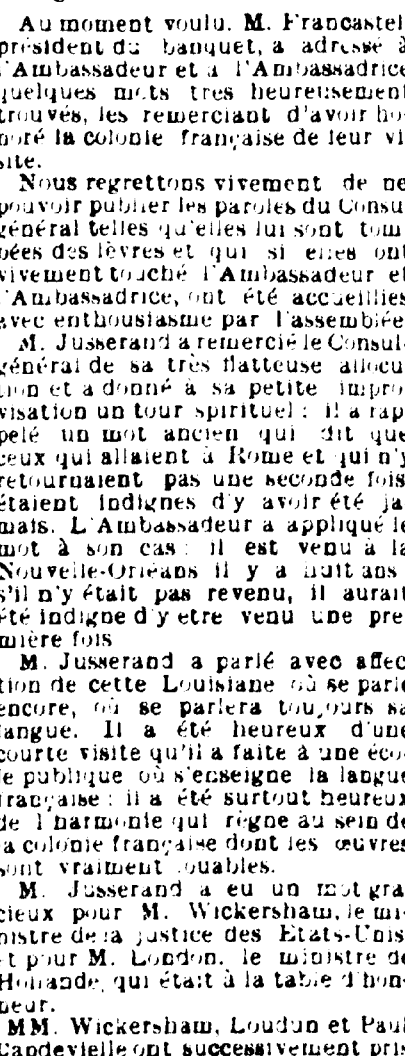 Au moment voulu, M. Francastel,
président du banquet, a adressé à
l'Ambassadeur et à l'Ambassadrice
quelques mots très heureusement
trouvés, les remerciant d'avoir ho-
noré la colonie française de leur vi-
site.
Nous regrettons vivement de ne
pouvoir publier les paroles du Consul
général telles qu'elles lui sont tom-
bées des lèvres et qui si elles ont
vivement touché l'Ambassadeur et
l'Ambassadrice, ont été accueillies
avec enthousiasme par l'assemblée.
M. Jusserand a remercié le Consul-
général de sa très flatteuse allocu-
tion et a donné à sa petite impro-
visation un tour spirituel : il a rap-
pelé un mot ancien qui dit que
ceux qui allaient à Rome et qui n'y
retournaient pas une seconde fois,
étaient indignes d'y avoir été ja-
mais. L'Ambassadeur a appliqué le
mot à son cas : il est venu à la
Nouvelle-Orléans il y a huit ans ;
s'il n'y était pas revenu, il aurait
été indigne d'y être venu une pre-
mière fois
M. Jusserand a parlé avec affec-
tion de cette Louisiane où se parle
encore, où se parlera toujours sa
langue. Il a été heureux d'une
courte visite qu'il a faite à une éco-
le publique où s'enseigne la langue
française ; il a été surtout heureux
de l'harmonie qui règne au sein de
la colonie française dont les œuvres
sont vraiment louables.
M. Jusserand a eu un mot gra-
cieux pour M. Wickersham, le mi-
nistre de la justice des Etats-Unis,
et pour M. London, le ministre de
Hollande, qui était à la table d'hon-
neur.
MM. Wickersham, Loudun et Paul
Capdevielle ont successivement pris